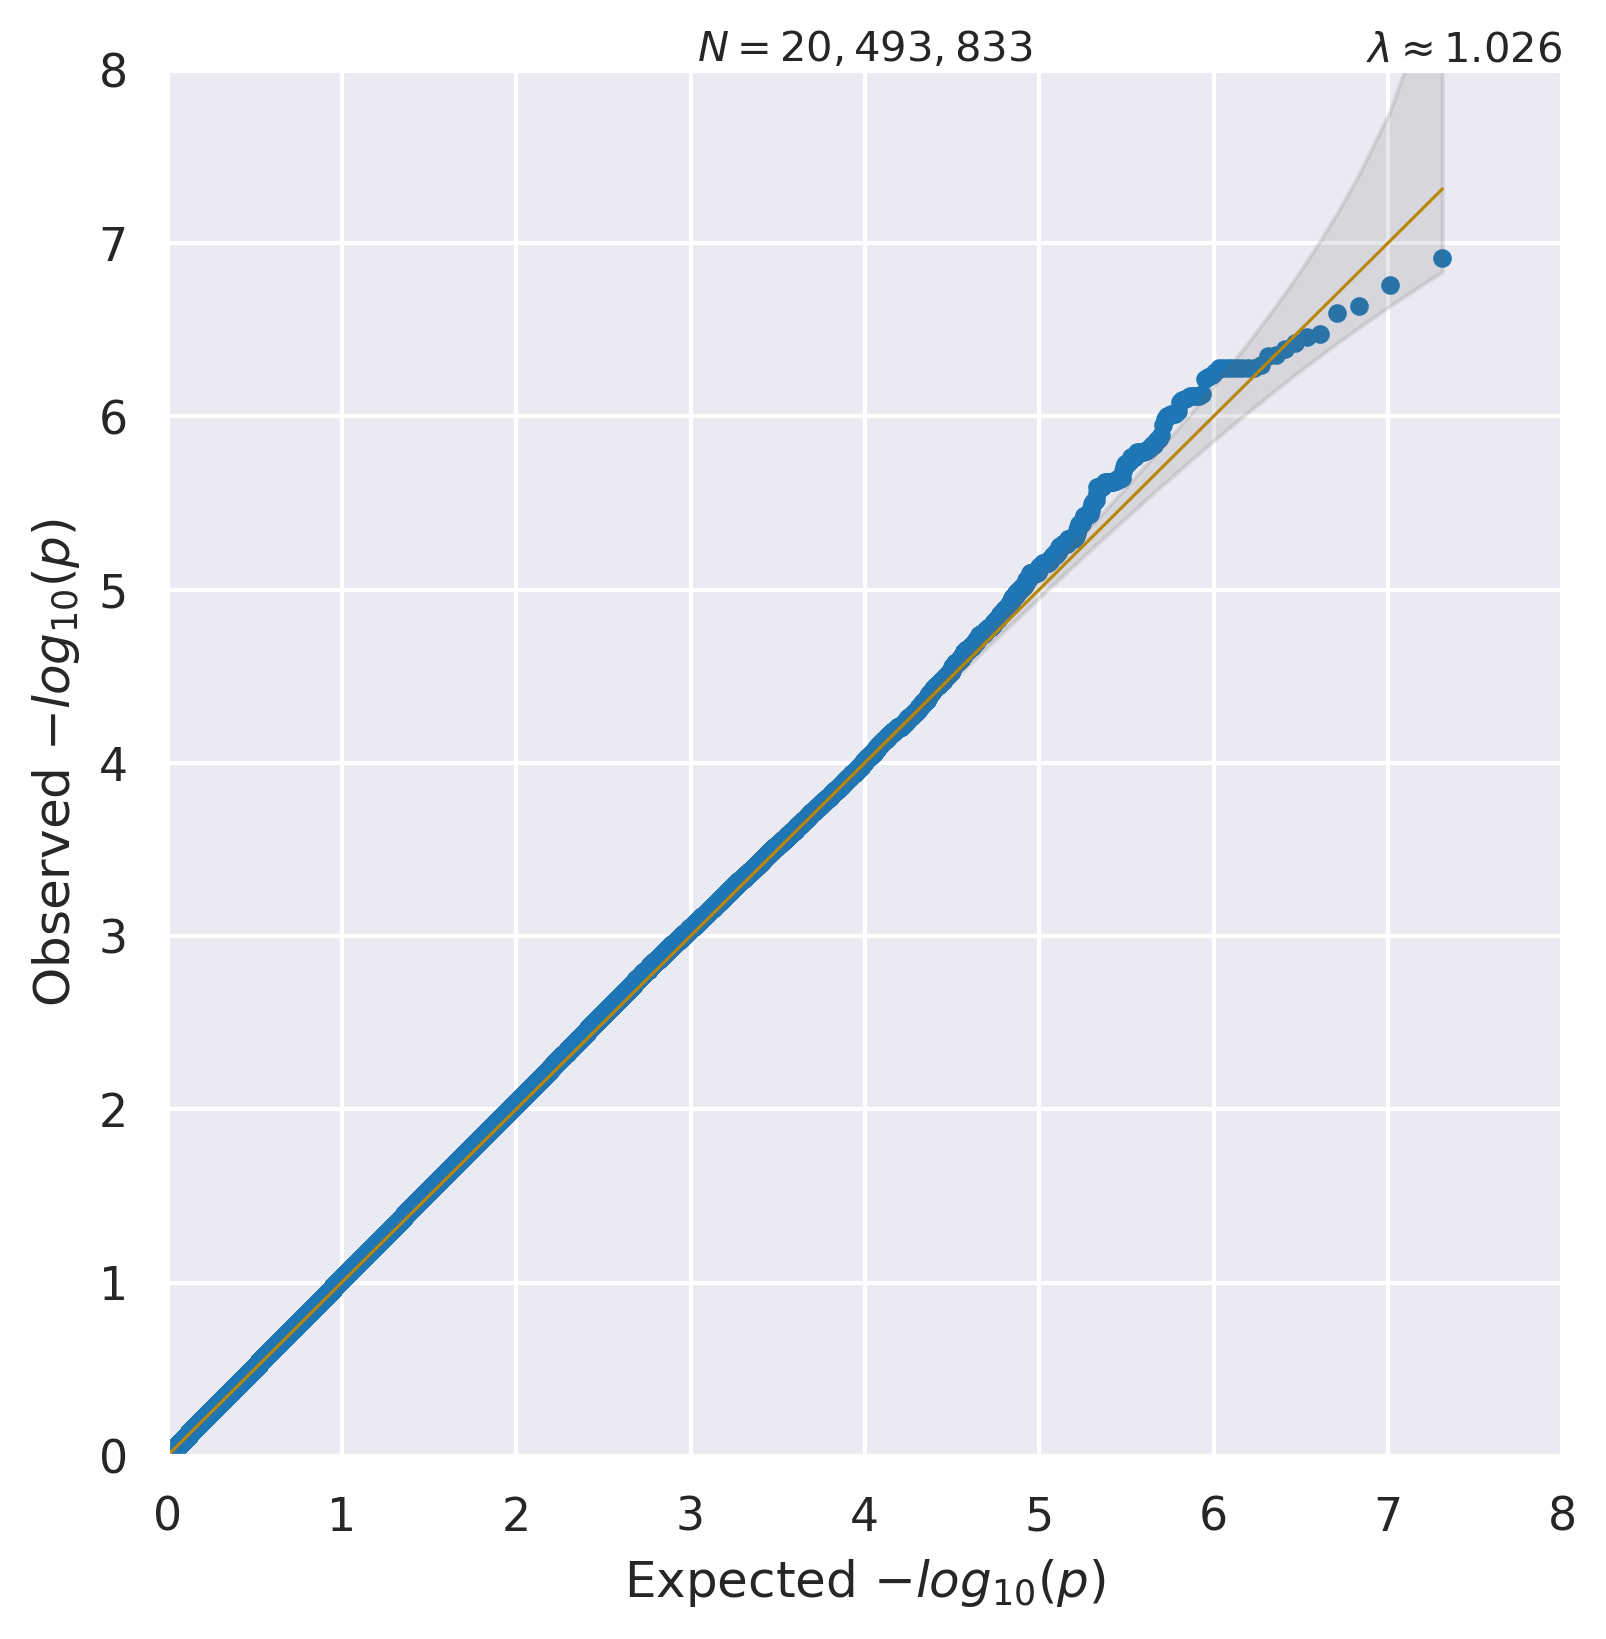 N = 20, 493, 833
λ ≈ 1.026
8
7
6
5
4
3
2
1
0
Observed −log₁₀(p)
0 1 2 3 4 5 6 7 8
Expected −log₁₀(p)